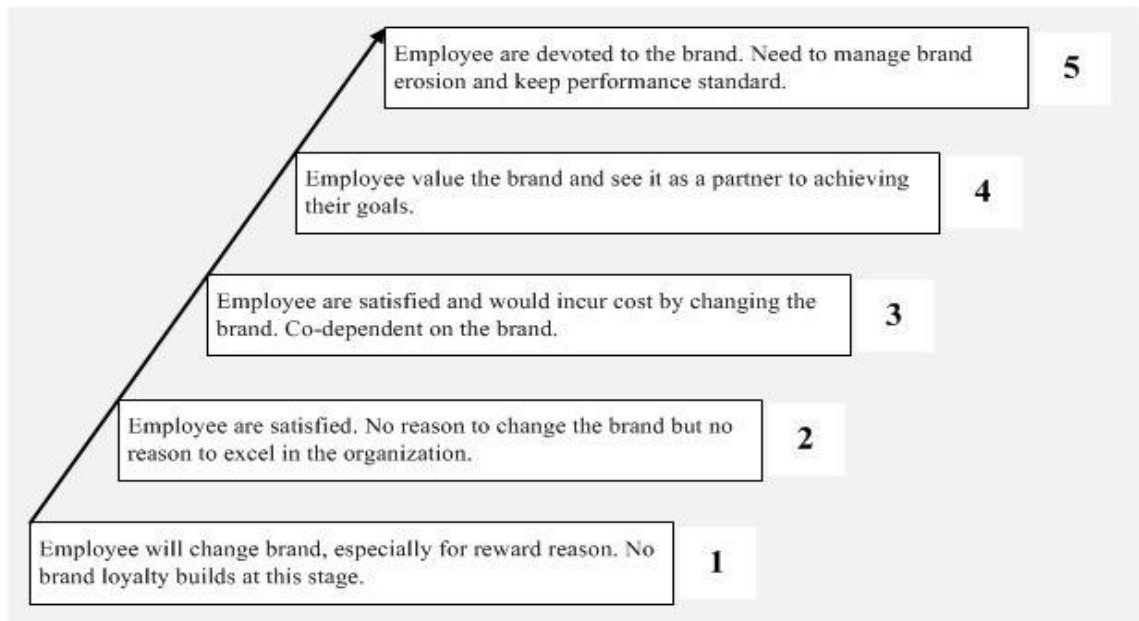 Employee are devoted to the brand. Need to manage brand
erosion and keep performance standard.
5
Employee value the brand and see it as a partner to achieving
their goals.
4
Employee are satisfied and would incur cost by changing the
brand. Co-dependent on the brand.
3
Employee are satisfied. No reason to change the brand but no
reason to excel in the organization.
2
Employee will change brand, especially for reward reason. No
brand loyalty builds at this stage.
1